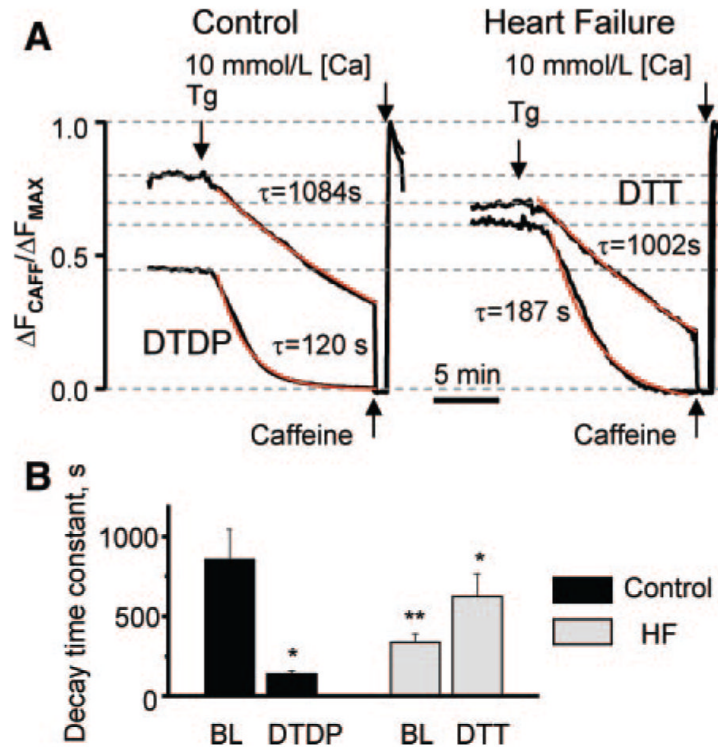 A
Control
Heart Failure
10 mmol/L [Ca]
10 mmol/L [Ca]
Tg
Tg
1.0
0.5
0.0
ΔF_CAFF/ΔF_MAX
τ=1084s
DTDP
τ=120 s
DTT
τ=1002s
τ=187 s
5 min
Caffeine
Caffeine
B
Decay time constant, s
1000
500
0
*
**
*
BL
DTDP
BL
DTT
Control
HF